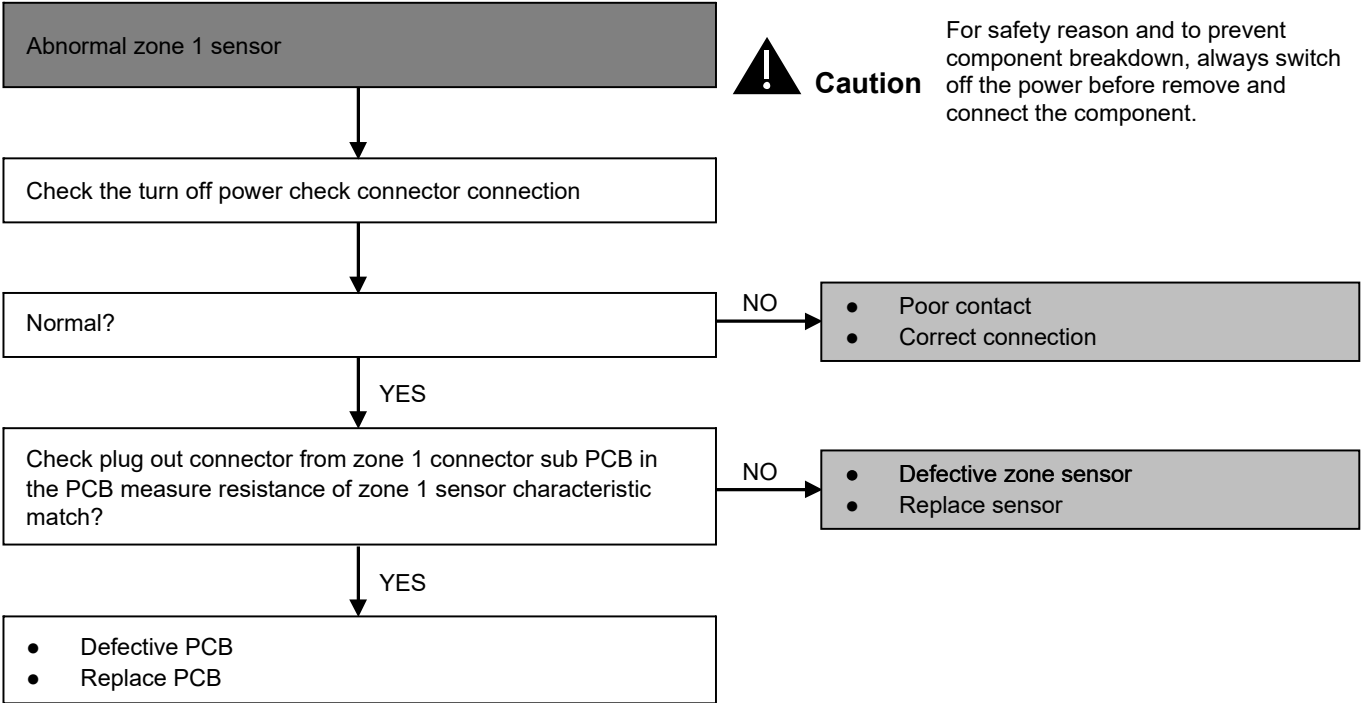 Abnormal zone 1 sensor
Caution
For safety reason and to prevent
component breakdown, always switch
off the power before remove and
connect the component.
Check the turn off power check connector connection
Normal?
NO
● Poor contact
● Correct connection
YES
Check plug out connector from zone 1 connector sub PCB in
the PCB measure resistance of zone 1 sensor characteristic
match?
NO
● Defective zone sensor
● Replace sensor
YES
● Defective PCB
● Replace PCB